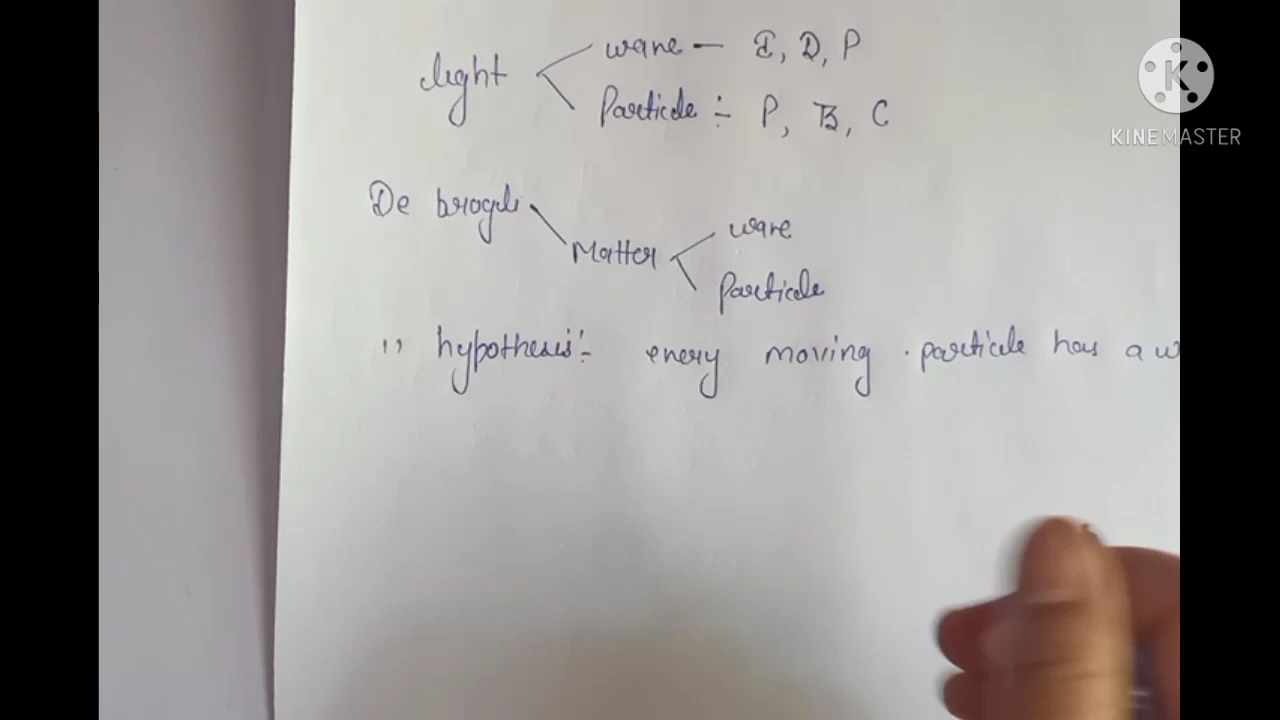 light
wave — I, D, P
Particle ÷ P, B, C
De brogli
Matter
wave
Particle
" hypothesis :- every moving particle has a w
KINEMASTER